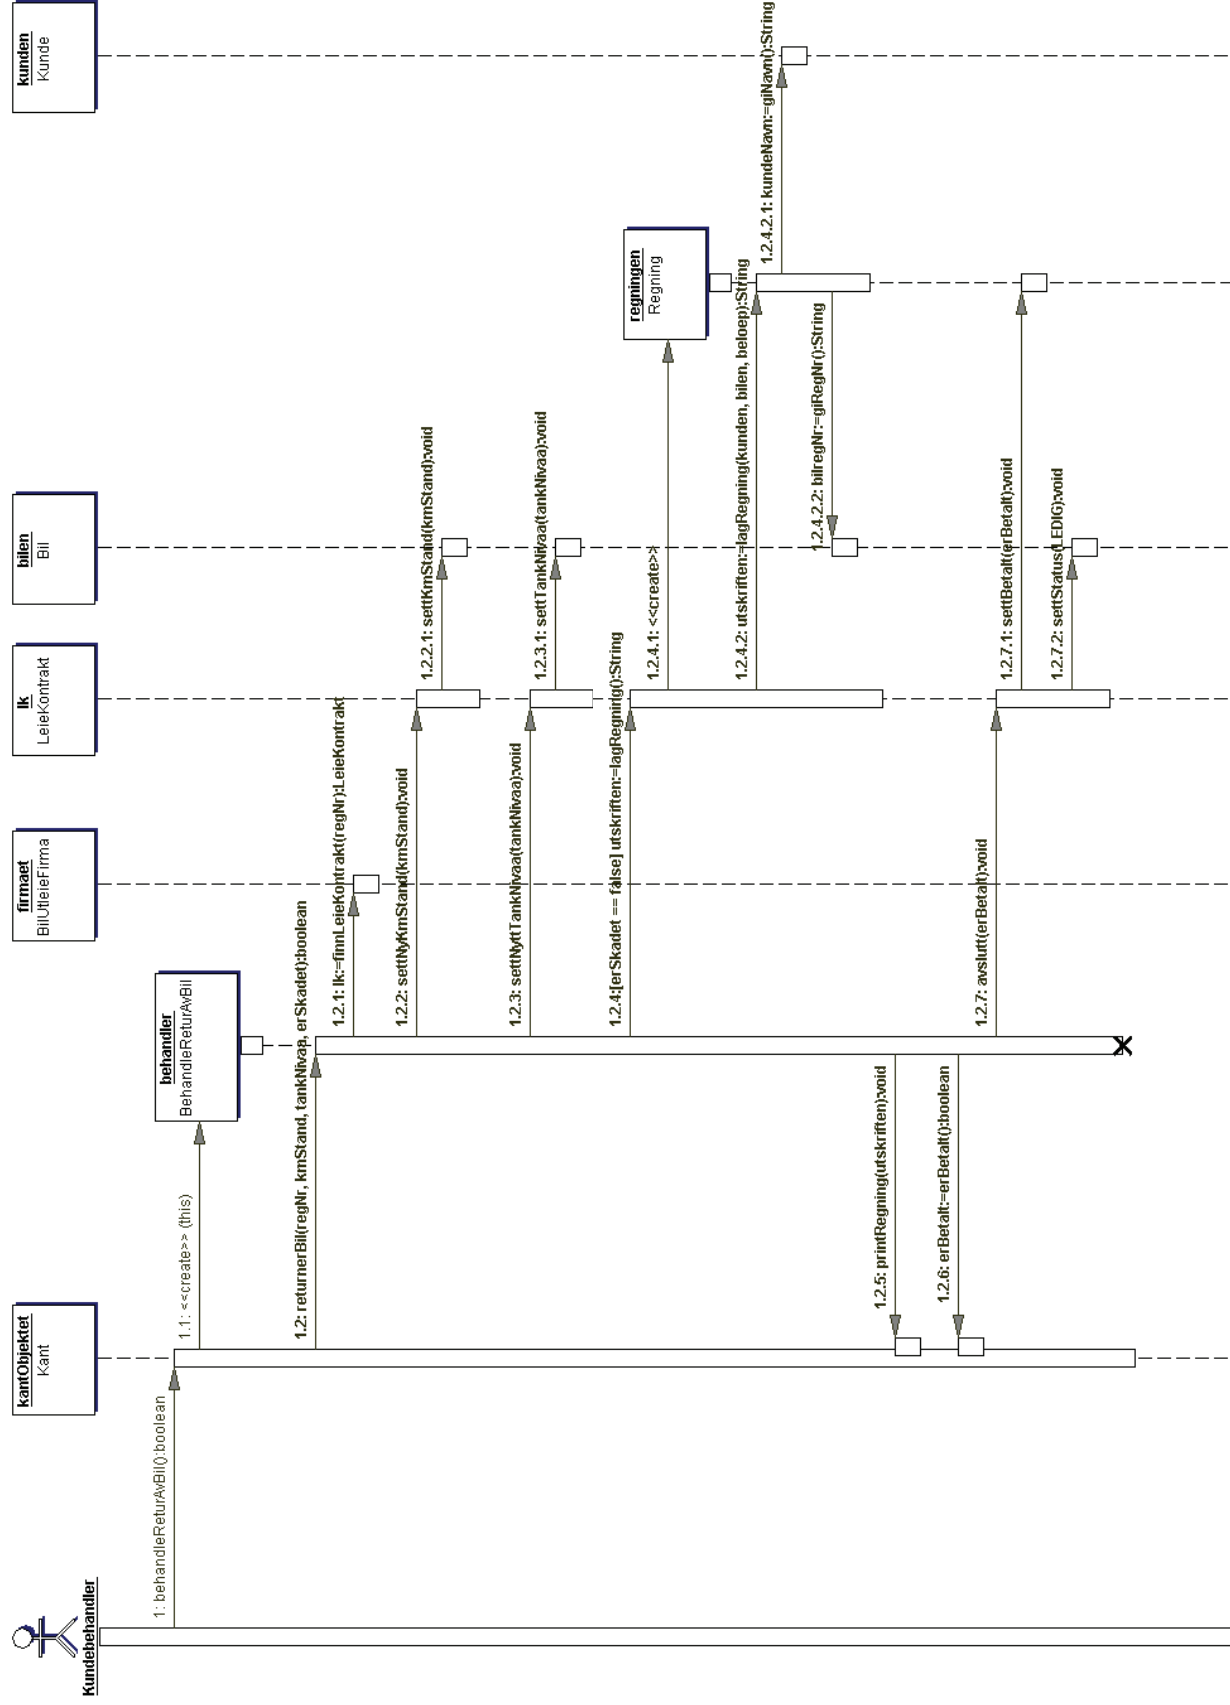 Kundebehandler
kantObjektet
Kant
behandler
BehandleReturAvBil
firmaet
BilUtleieFirma
lk
LeieKontrakt
bilen
Bil
regningen
Regning
kunden
Kunde
1: behandleReturAvBil():boolean
1.1: <<create>> (this)
1.2: returnerBil(regNr, kmStand, tankNivaa, erSkadet):boolean
1.2.1: lk:=finnLeieKontrakt(regNr):LeieKontrakt
1.2.2: settNyKmStand(kmStand):void
1.2.2.1: settKmStand(kmStand):void
1.2.3: settNyttTankNivaa(tankNivaa):void
1.2.3.1: settTankNivaa(tankNivaa):void
1.2.4:[erSkadet == false] utskriften:=lagRegning():String
1.2.4.1: <<create>>
1.2.4.2: utskriften:=lagRegning(kunden, bilen, beloep):String
1.2.4.2.1: kundeNavn:=giNavn():String
1.2.4.2.2: bilregNr:=giRegNr():String
1.2.5: printRegning(utskriften):void
1.2.6: erBetalt:=erBetalt():boolean
1.2.7: avslutt(erBetalt):void
1.2.7.1: settBetalt(erBetalt):void
1.2.7.2: settStatus(LEDIG):void